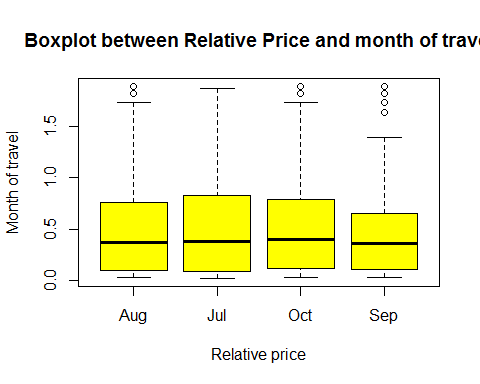 Boxplot between Relative Price and month of trave
Month of travel
1.5
1.0
0.5
0.0
Aug Jul Oct Sep
Relative price